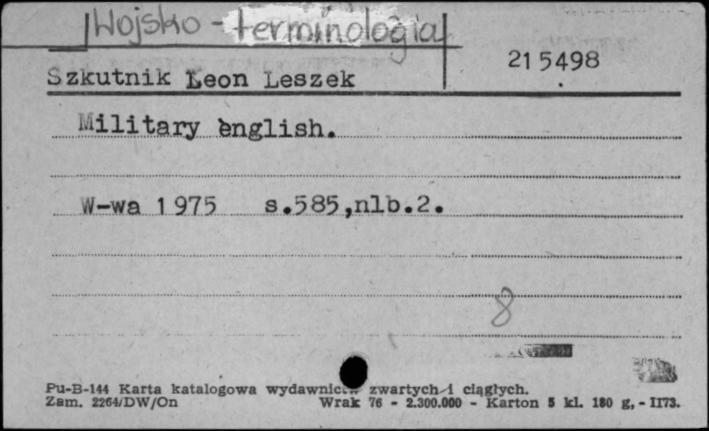 Wojsko - terminologia
215498
Szkutnik Leon Leszek
Military english.
W-wa 1975 s.585,nlb.2.
8
Pu-B-144 Karta katalogowa wydawnictw zwartych i ciągłych.
Zam. 2264/DW/On Wrak 76 - 2.300.000 - Karton 5 kl. 180 g, - II73.